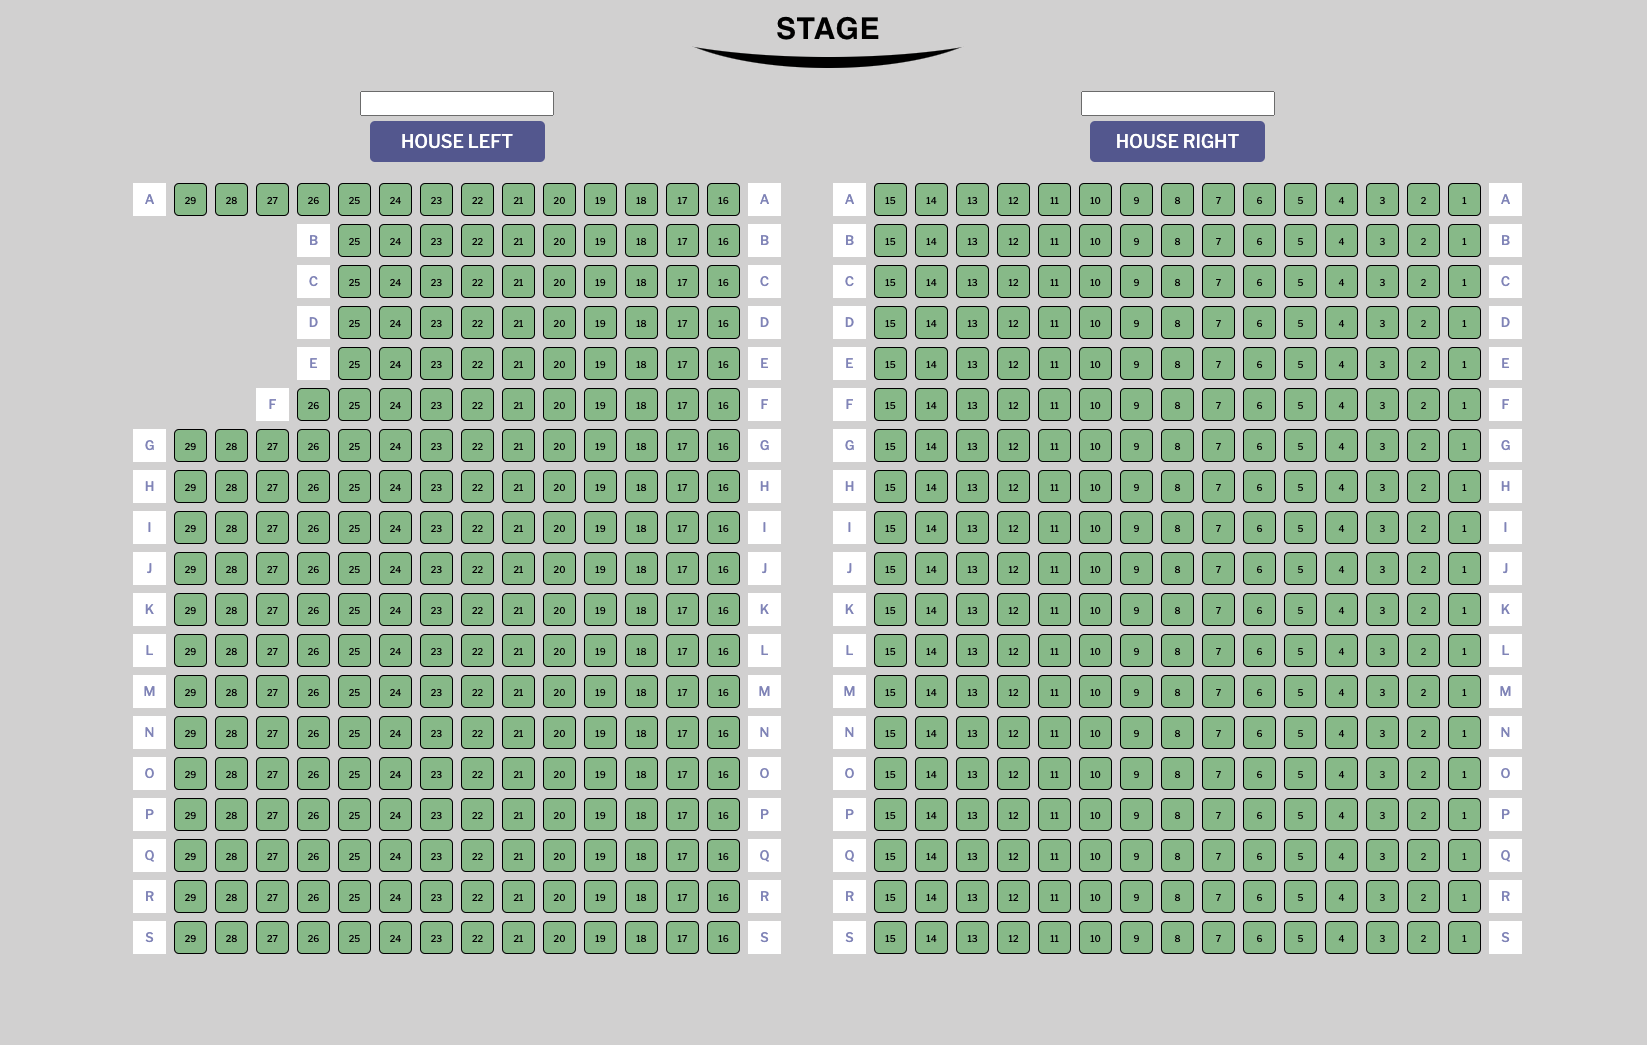 STAGE
HOUSE LEFT HOUSE RIGHT
A 29 28 27 26 25 24 23 22 21 20 19 18 17 16 A A 15 14 13 12 11 10 9 8 7 6 5 4 3 2 1 A
B 25 24 23 22 21 20 19 18 17 16 B B 15 14 13 12 11 10 9 8 7 6 5 4 3 2 1 B
C 25 24 23 22 21 20 19 18 17 16 C C 15 14 13 12 11 10 9 8 7 6 5 4 3 2 1 C
D 25 24 23 22 21 20 19 18 17 16 D D 15 14 13 12 11 10 9 8 7 6 5 4 3 2 1 D
E 25 24 23 22 21 20 19 18 17 16 E E 15 14 13 12 11 10 9 8 7 6 5 4 3 2 1 E
F 26 25 24 23 22 21 20 19 18 17 16 F F 15 14 13 12 11 10 9 8 7 6 5 4 3 2 1 F
G 29 28 27 26 25 24 23 22 21 20 19 18 17 16 G G 15 14 13 12 11 10 9 8 7 6 5 4 3 2 1 G
H 29 28 27 26 25 24 23 22 21 20 19 18 17 16 H H 15 14 13 12 11 10 9 8 7 6 5 4 3 2 1 H
I 29 28 27 26 25 24 23 22 21 20 19 18 17 16 I I 15 14 13 12 11 10 9 8 7 6 5 4 3 2 1 I
J 29 28 27 26 25 24 23 22 21 20 19 18 17 16 J J 15 14 13 12 11 10 9 8 7 6 5 4 3 2 1 J
K 29 28 27 26 25 24 23 22 21 20 19 18 17 16 K K 15 14 13 12 11 10 9 8 7 6 5 4 3 2 1 K
L 29 28 27 26 25 24 23 22 21 20 19 18 17 16 L L 15 14 13 12 11 10 9 8 7 6 5 4 3 2 1 L
M 29 28 27 26 25 24 23 22 21 20 19 18 17 16 M M 15 14 13 12 11 10 9 8 7 6 5 4 3 2 1 M
N 29 28 27 26 25 24 23 22 21 20 19 18 17 16 N N 15 14 13 12 11 10 9 8 7 6 5 4 3 2 1 N
O 29 28 27 26 25 24 23 22 21 20 19 18 17 16 O O 15 14 13 12 11 10 9 8 7 6 5 4 3 2 1 O
P 29 28 27 26 25 24 23 22 21 20 19 18 17 16 P P 15 14 13 12 11 10 9 8 7 6 5 4 3 2 1 P
Q 29 28 27 26 25 24 23 22 21 20 19 18 17 16 Q Q 15 14 13 12 11 10 9 8 7 6 5 4 3 2 1 Q
R 29 28 27 26 25 24 23 22 21 20 19 18 17 16 R R 15 14 13 12 11 10 9 8 7 6 5 4 3 2 1 R
S 29 28 27 26 25 24 23 22 21 20 19 18 17 16 S S 15 14 13 12 11 10 9 8 7 6 5 4 3 2 1 S